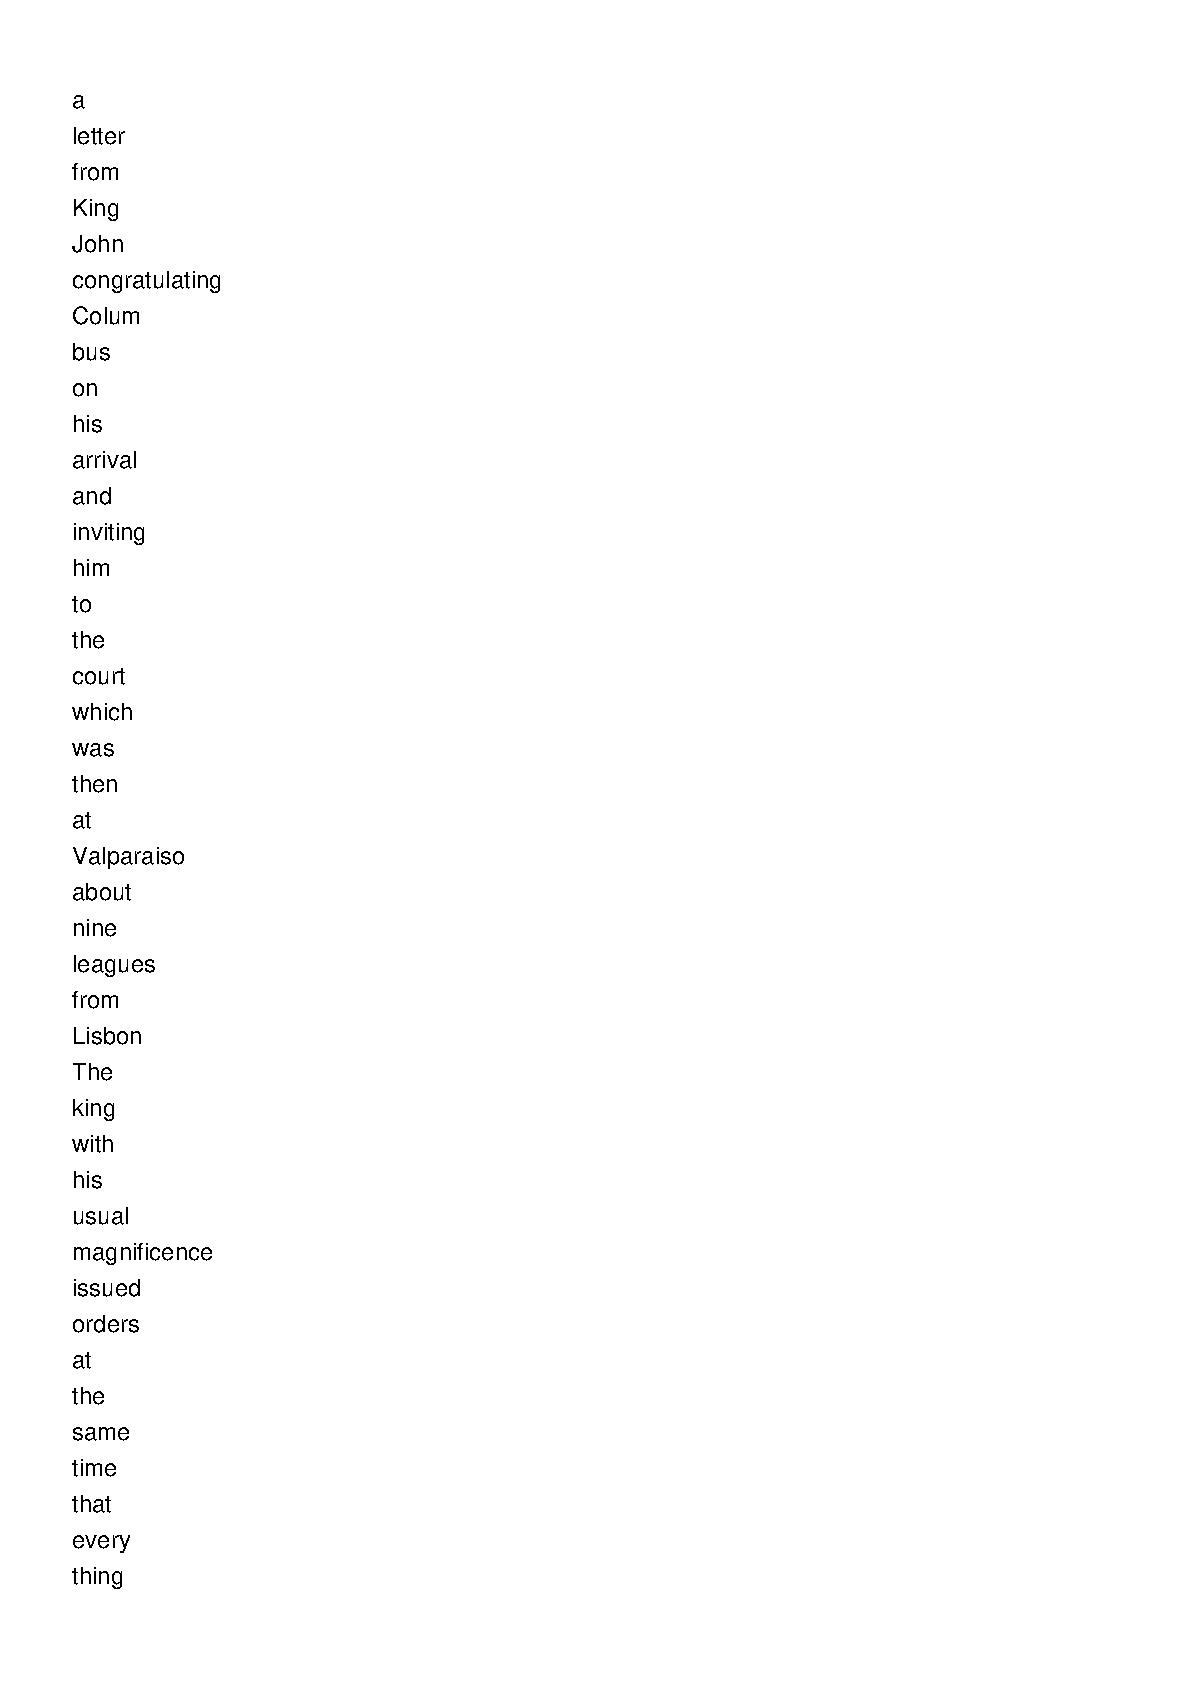 a
letter
from
King
John
congratulating
Colum
bus
on
his
arrival
and
inviting
him
to
the
court
which
was
then
at
Valparaiso
about
nine
leagues
from
Lisbon
The
king
with
his
usual
magnificence
issued
orders
at
the
same
time
that
every
thing